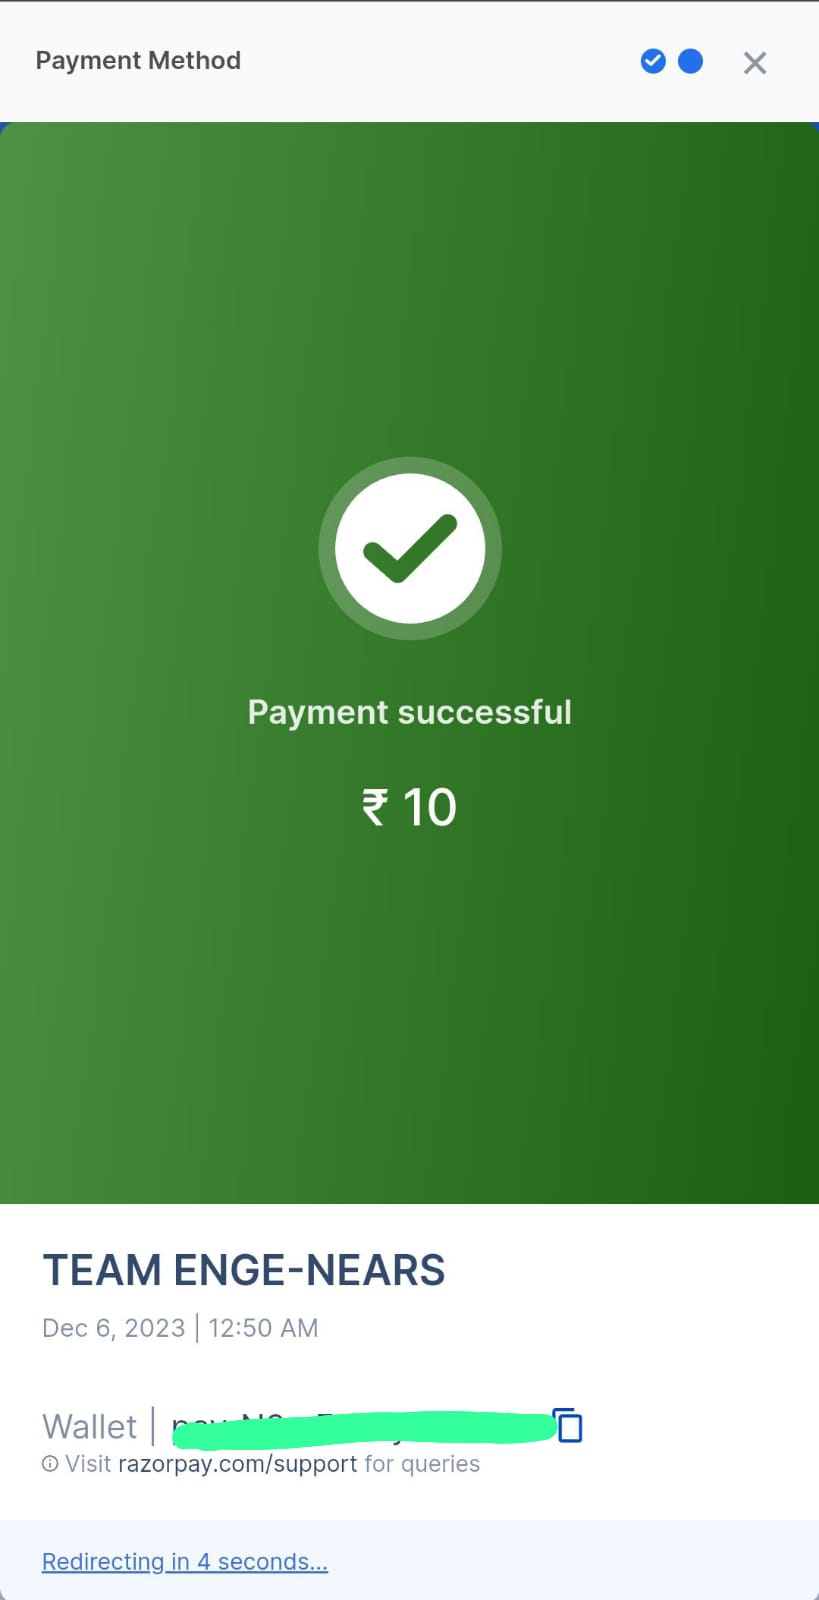 Payment Method
Payment successful
₹ 10
TEAM ENGE-NEARS
Dec 6, 2023 | 12:50 AM
Wallet |
Visit razorpay.com/support for queries
Redirecting in 4 seconds...